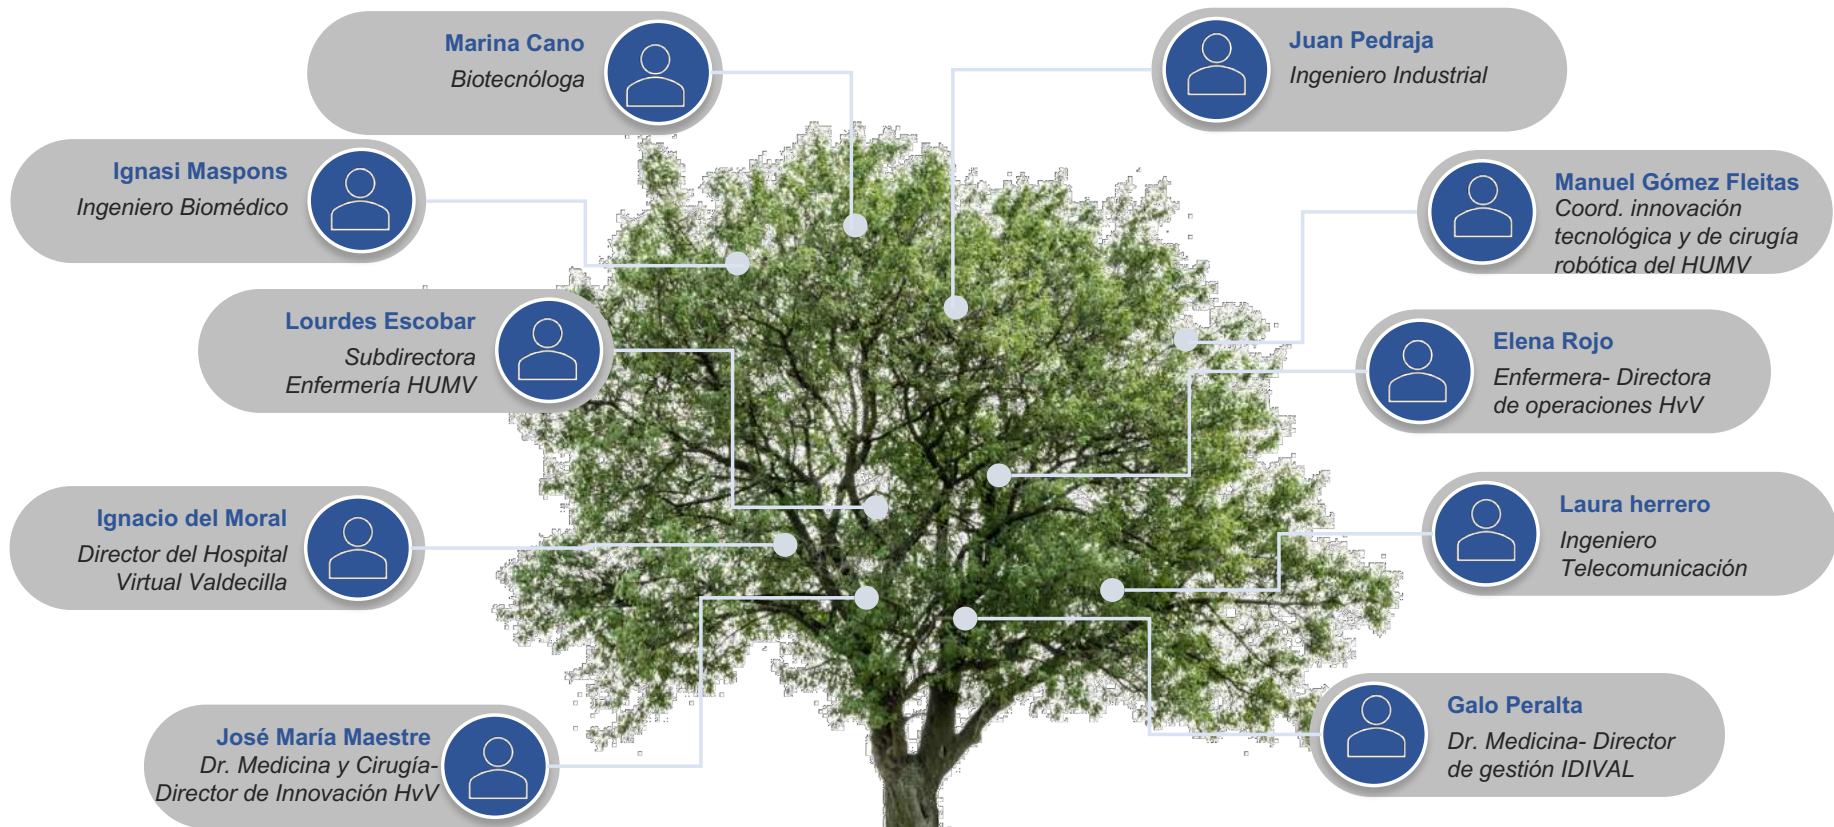 Marina Cano
Biotecnóloga
Juan Pedraja
Ingeniero Industrial
Ignasi Maspons
Ingeniero Biomédico
Manuel Gómez Fleitas
Coord. innovación
tecnológica y de cirugía
robótica del HUMV
Lourdes Escobar
Subdirectora
Enfermería HUMV
Elena Rojo
Enfermera- Directora
de operaciones HvV
Ignacio del Moral
Director del Hospital
Virtual Valdecilla
Laura herrero
Ingeniero
Telecomunicación
José María Maestre
Dr. Medicina y Cirugía-
Director de Innovación HvV
Galo Peralta
Dr. Medicina- Director
de gestión IDIVAL